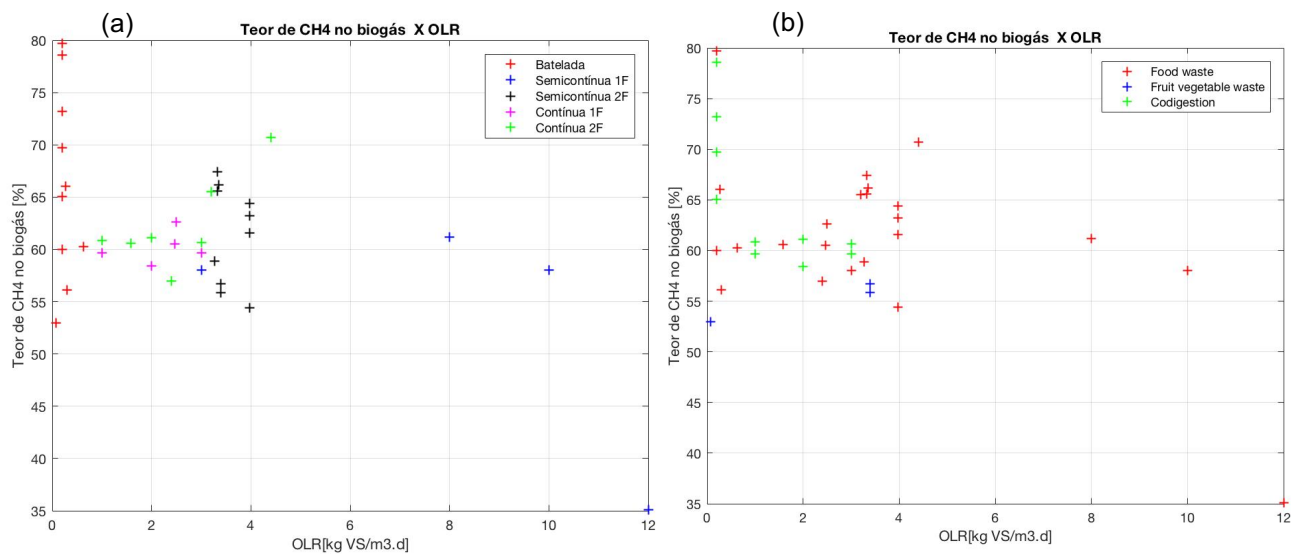 (a)
Teor de CH4 no biogás X OLR
Teor de CH4 no biogás [%]
80
75
70
65
60
55
50
45
40
35
0 2 4 6 8 10 12
OLR[kg VS/m3.d]
Batelada
Semicontínua 1F
Semicontínua 2F
Contínua 1F
Contínua 2F
(b)
Teor de CH4 no biogás X OLR
Teor de CH4 no biogás [%]
80
75
70
65
60
55
50
45
40
35
0 2 4 6 8 10 12
OLR[kg VS/m3.d]
Food waste
Fruit vegetable waste
Codigestion